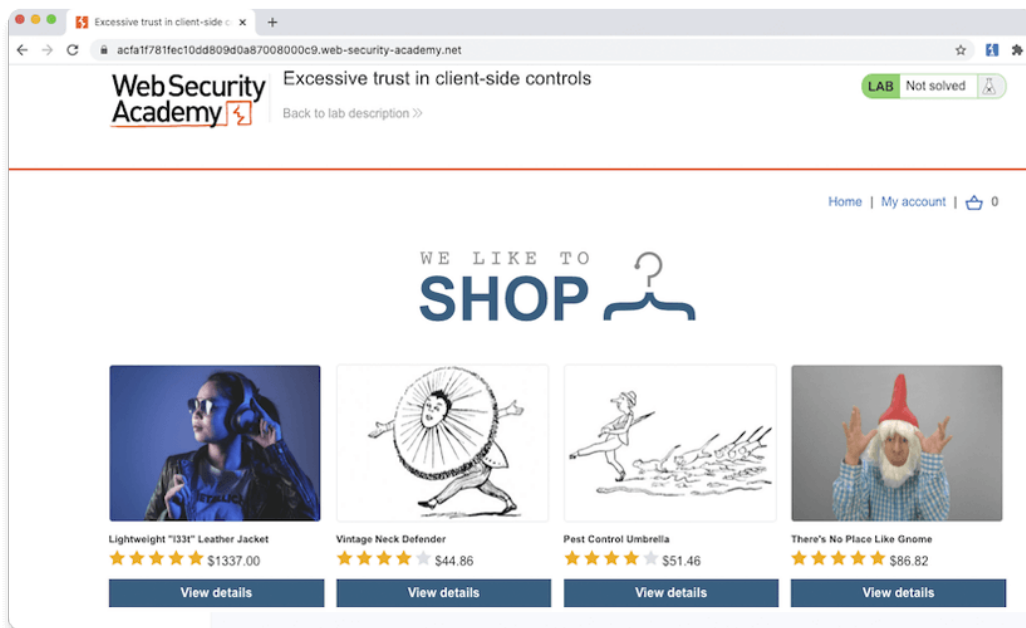 Excessive trust in client-side c
acfa1f781fec10dd809d0a87008000c9.web-security-academy.net
Web Security
Academy
Excessive trust in client-side controls
Back to lab description
LAB Not solved
Home | My account | 0
WE LIKE TO
SHOP
METALLICA
Lightweight "l33t" Leather Jacket
$1337.00
View details
Vintage Neck Defender
$44.86
View details
Pest Control Umbrella
$51.46
View details
There's No Place Like Gnome
$86.82
View details